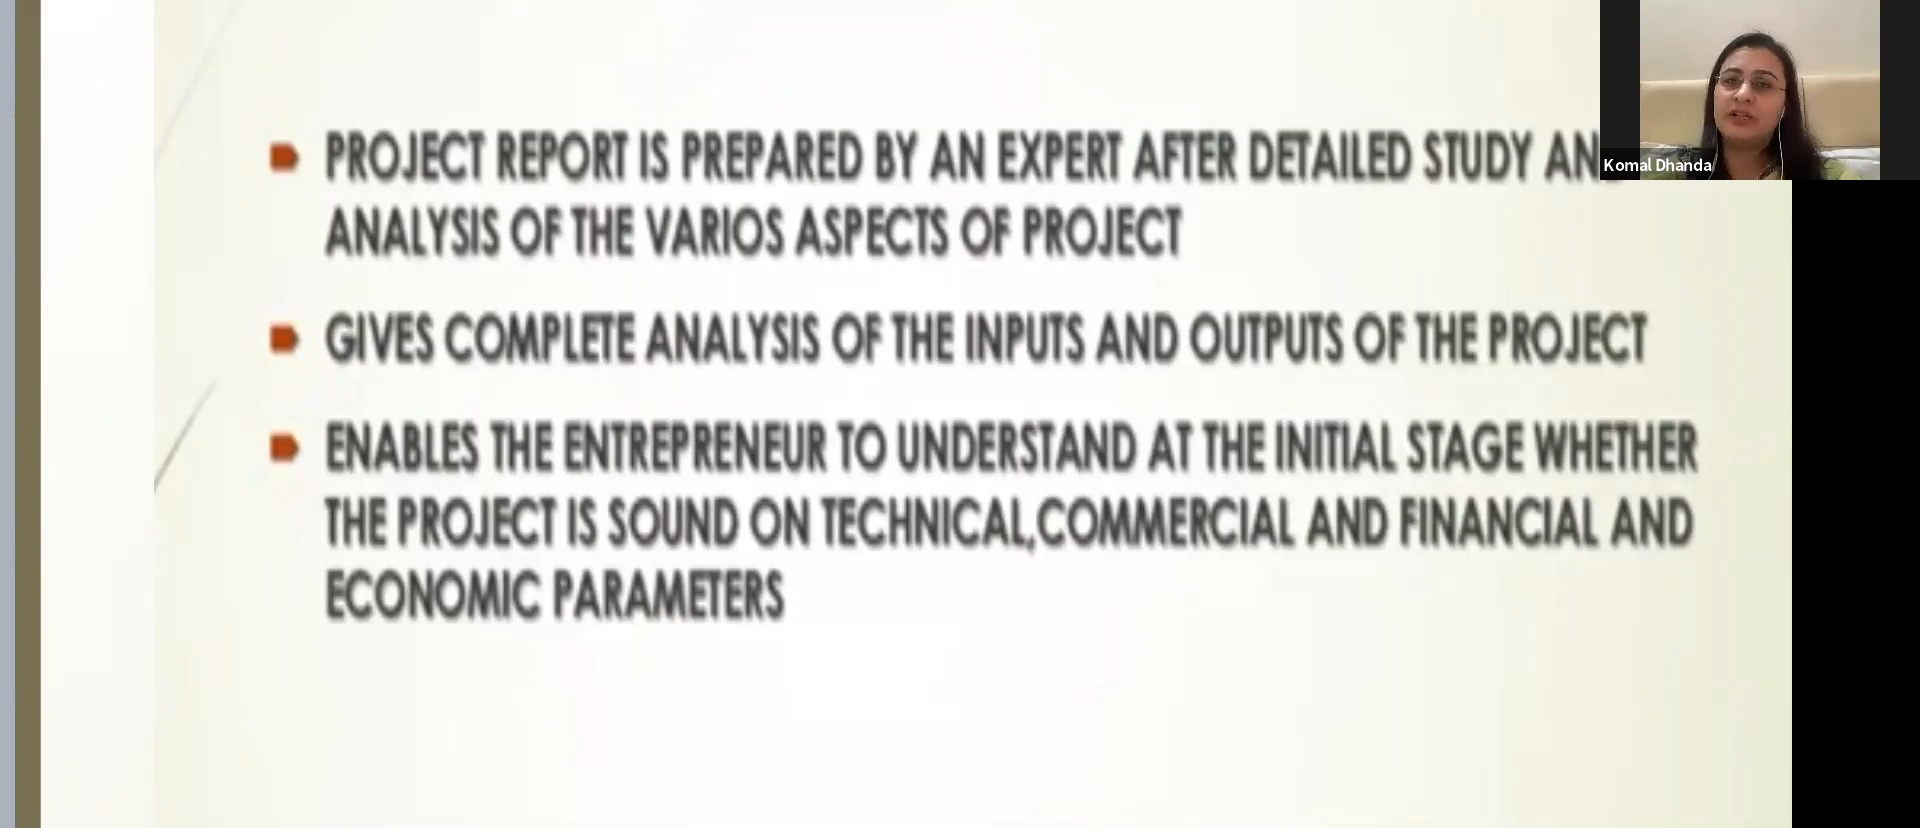 PROJECT REPORT IS PREPARED BY AN EXPERT AFTER DETAILED STUDY AN
ANALYSIS OF THE VARIOS ASPECTS OF PROJECT
GIVES COMPLETE ANALYSIS OF THE INPUTS AND OUTPUTS OF THE PROJECT
ENABLES THE ENTREPRENEUR TO UNDERSTAND AT THE INITIAL STAGE WHETHER
THE PROJECT IS SOUND ON TECHNICAL,COMMERCIAL AND FINANCIAL AND
ECONOMIC PARAMETERS
Komal Dhanda